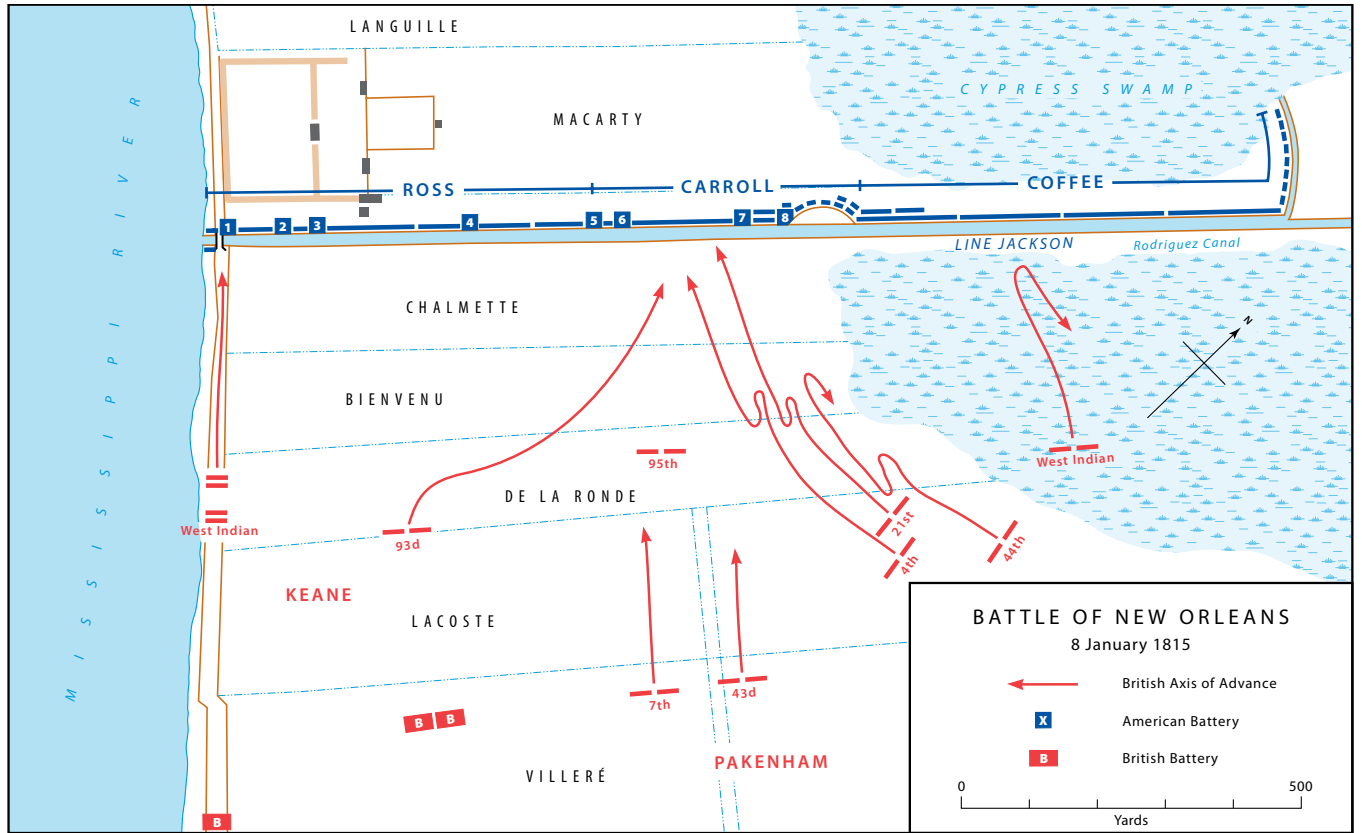 LANGUILLE
MISSISSIPPI RIVER
CYPRESS SWAMP
MACARTY
ROSS
CARROLL
COFFEE
1
2
3
4
5
6
7
8
LINE JACKSON
Rodriguez Canal
CHALMETTE
N
BIENVENU
95th
West Indian
DE LA RONDE
West Indian
93d
21st
4th
44th
KEANE
LACOSTE
7th
43d
B
B
PAKENHAM
VILLERÉ
B
BATTLE OF NEW ORLEANS
8 January 1815
British Axis of Advance
X
American Battery
B
British Battery
0
500
Yards